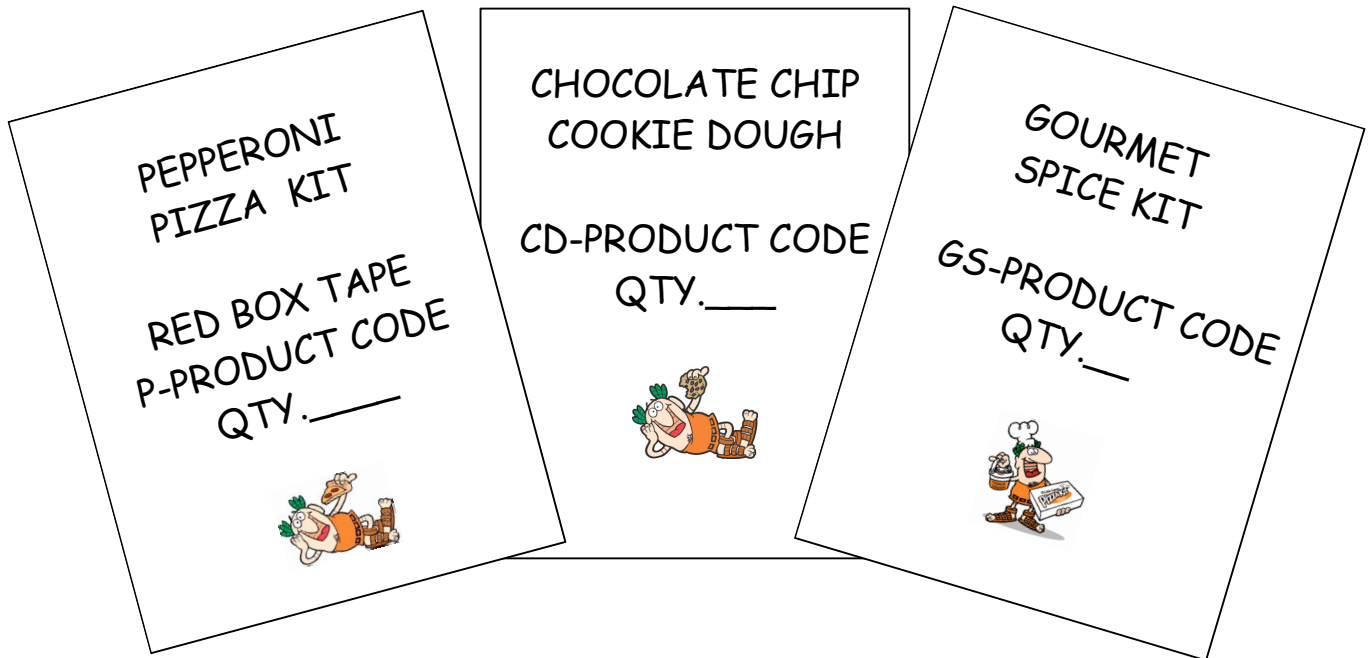 PEPPERONI
PIZZA KIT
RED BOX TAPE
P-PRODUCT CODE
QTY.____
CHOCOLATE CHIP
COOKIE DOUGH
CD-PRODUCT CODE
QTY.___
GOURMET
SPICE KIT
GS-PRODUCT CODE
QTY.__